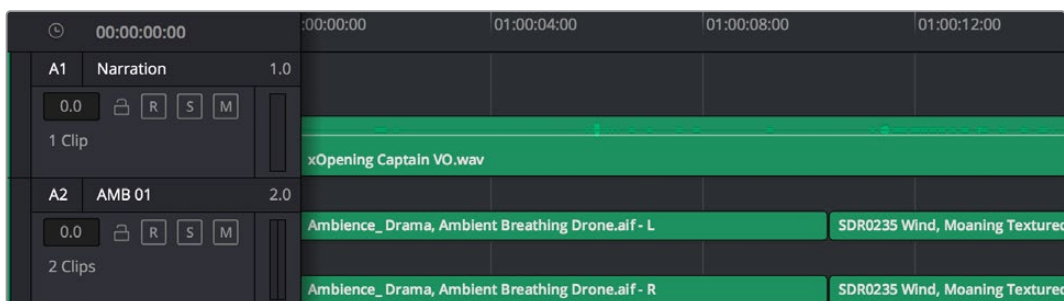 00:00:00:00 :00:00:00 01:00:04:00 01:00:08:00 01:00:12:00
A1 Narration 1.0
0.0 R S M
1 Clip
xOpening Captain VO.wav
A2 AMB 01 2.0
Ambience_ Drama, Ambient Breathing Drone.aif - L SDR0235 Wind, Moaning Textured
0.0 R S M
2 Clips
Ambience_ Drama, Ambient Breathing Drone.aif - R SDR0235 Wind, Moaning Textured